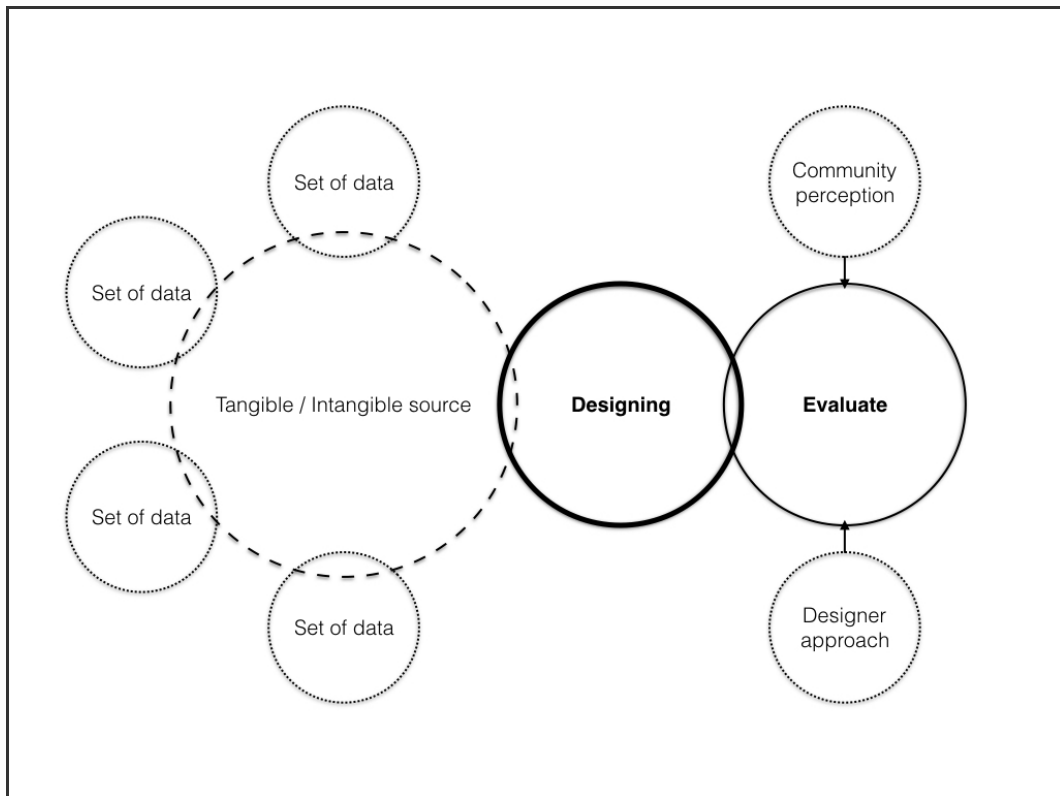 Set of data
Community
perception
Set of data
Tangible / Intangible source
Designing
Evaluate
Set of data
Set of data
Designer
approach